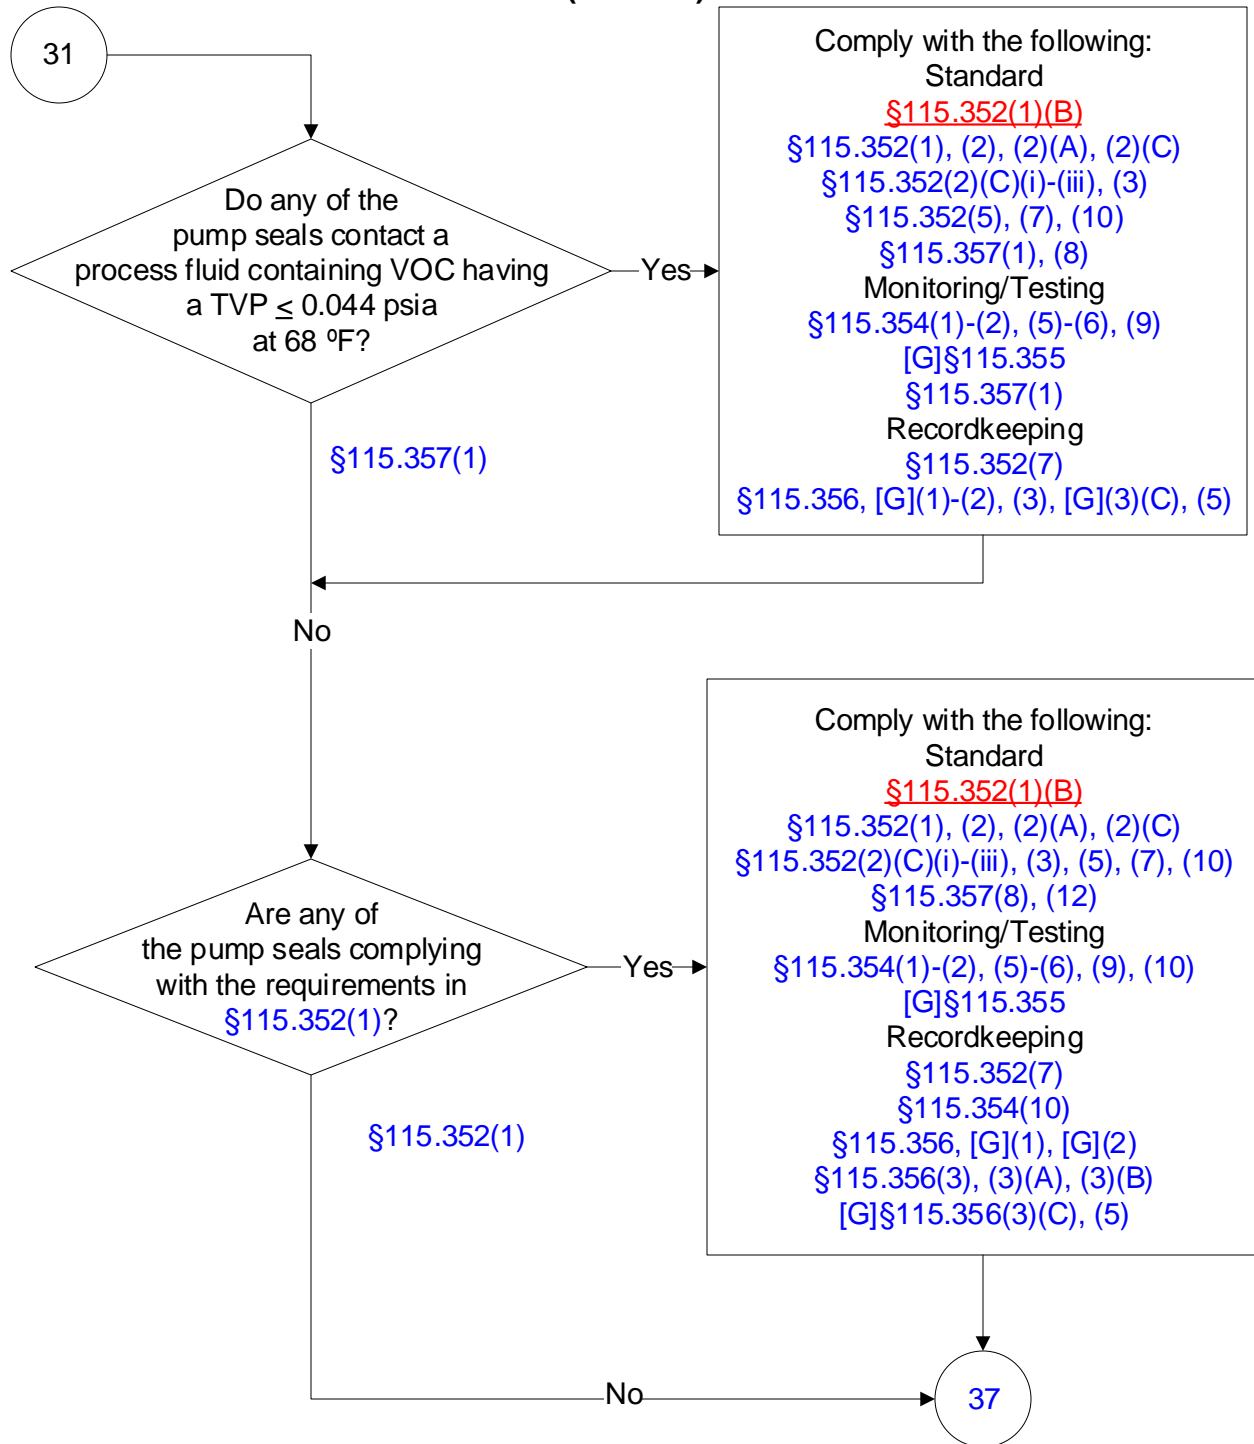 31
Do any of the
pump seals contact a
process fluid containing VOC having
a TVP ≤ 0.044 psia
at 68 ºF?
Yes
Comply with the following:
Standard
§115.352(1)(B)
§115.352(1), (2), (2)(A), (2)(C)
§115.352(2)(C)(i)-(iii), (3)
§115.352(5), (7), (10)
§115.357(1), (8)
Monitoring/Testing
§115.354(1)-(2), (5)-(6), (9)
[G]§115.355
§115.357(1)
Recordkeeping
§115.352(7)
§115.356, [G](1)-(2), (3), [G](3)(C), (5)
§115.357(1)
No
Are any of
the pump seals complying
with the requirements in
§115.352(1)?
Yes
Comply with the following:
Standard
§115.352(1)(B)
§115.352(1), (2), (2)(A), (2)(C)
§115.352(2)(C)(i)-(iii), (3), (5), (7), (10)
§115.357(8), (12)
Monitoring/Testing
§115.354(1)-(2), (5)-(6), (9), (10)
[G]§115.355
Recordkeeping
§115.352(7)
§115.354(10)
§115.356, [G](1), [G](2)
§115.356(3), (3)(A), (3)(B)
[G]§115.356(3)(C), (5)
§115.352(1)
No
37